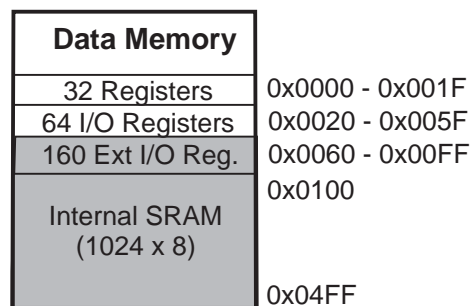 Data Memory
32 Registers 0x0000 - 0x001F
64 I/O Registers 0x0020 - 0x005F
160 Ext I/O Reg. 0x0060 - 0x00FF
0x0100
Internal SRAM
(1024 x 8)
0x04FF